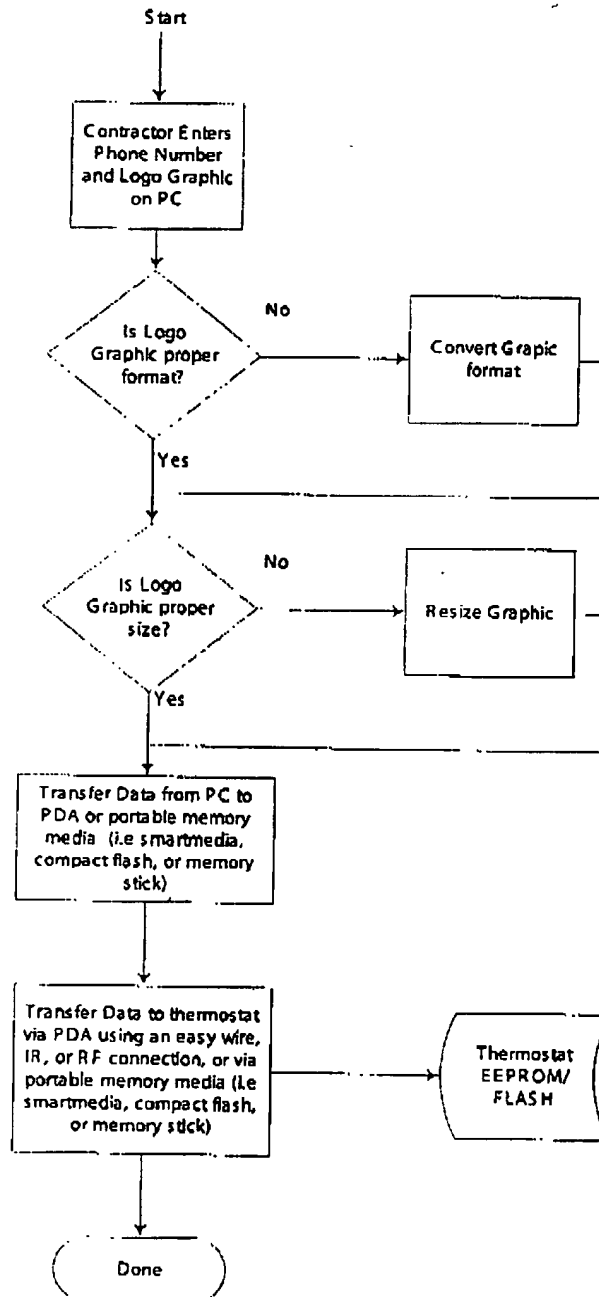 Start
Contractor Enters
Phone Number
and Logo Graphic
on PC
No
Is Logo
Graphic proper
format?
Convert Grapic
format
Yes
No
Is Logo
Graphic proper
size?
Resize Graphic
Yes
Transfer Data from PC to
PDA or portable memory
media (i.e smartmedia,
compact flash, or memory
stick)
Transfer Data to thermostat
via PDA using an easy wire,
IR, or RF connection, or via
portable memory media (i.e
smartmedia, compact flash,
or memory stick)
Thermostat
EEPROM/
FLASH
Done